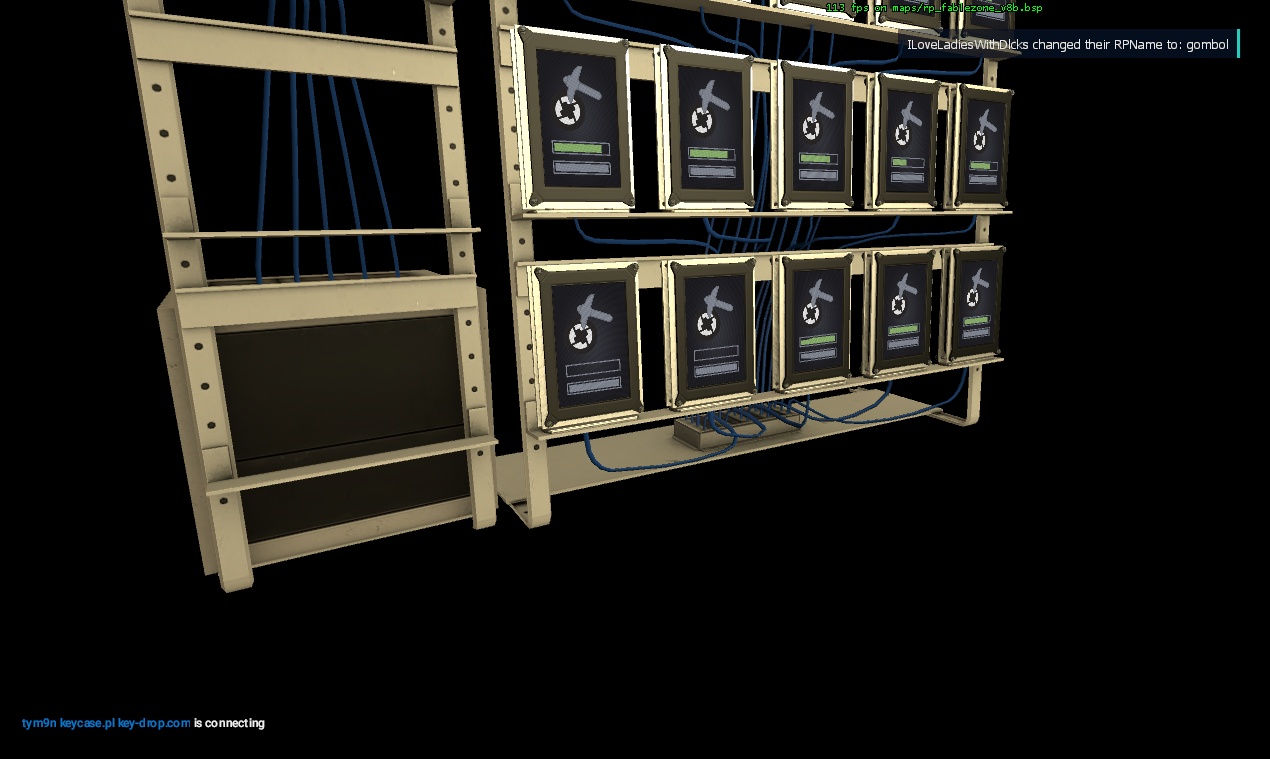 113 fps on maps/rp_fablezone_v8b.bsp
ILoveLadiesWithDIcks changed their RPName to: gombol
tym9n keycase.pl key-drop.com is connecting